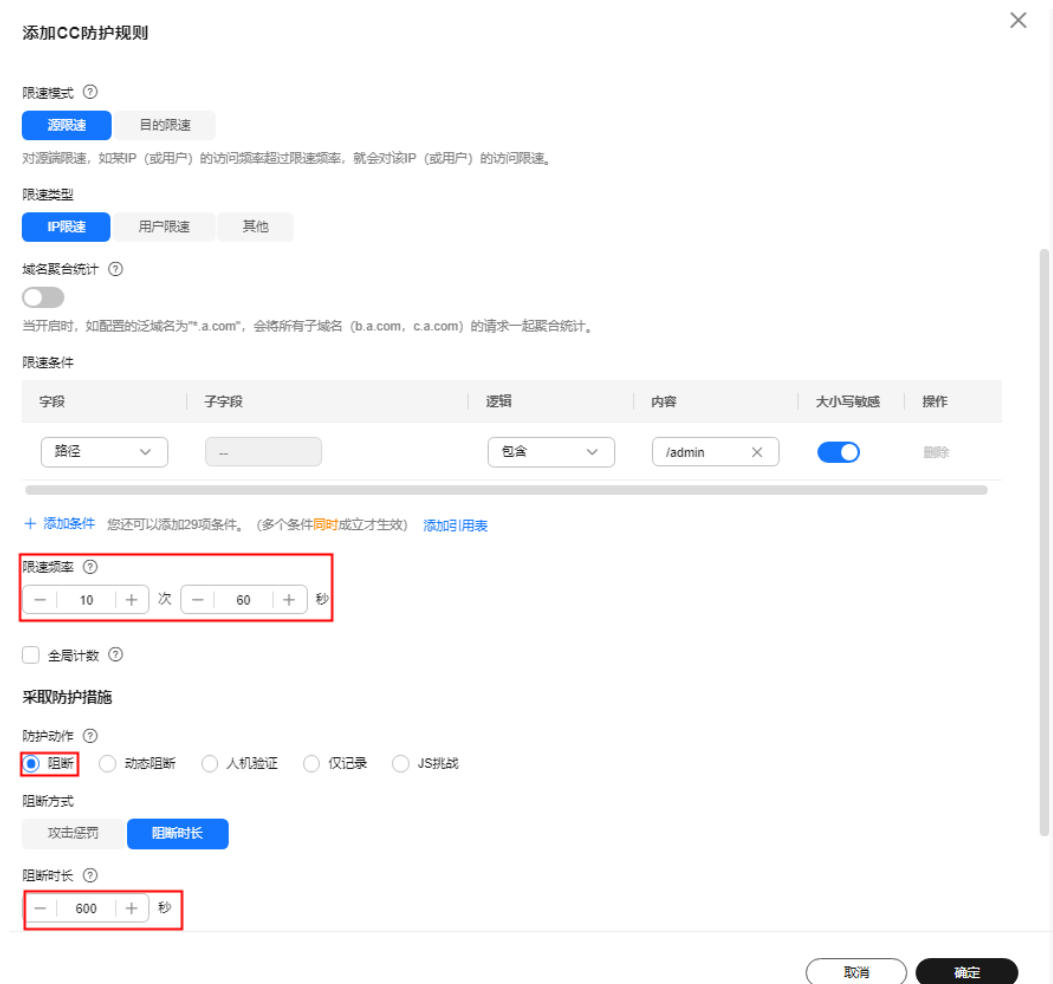 添加CC防护规则
限速模式
源限速 目的限速
对源端限速，如某IP（或用户）的访问频率超过限速频率，就会对该IP（或用户）的访问限速。
限速类型
IP限速 用户限速 其他
域名聚合统计
当开启时，如配置的泛域名为"*.a.com"，会将所有子域名（b.a.com，c.a.com）的请求一起聚合统计。
限速条件
字段 子字段 逻辑 内容 大小写敏感 操作
路径 -- 包含 /admin 删除
+ 添加条件 您还可以添加29项条件。（多个条件同时成立才生效） 添加引用表
限速频率
10 次 60 秒
全局计数
采取防护措施
防护动作
阻断 动态阻断 人机验证 仅记录 JS挑战
阻断方式
攻击惩罚 阻断时长
阻断时长
600 秒
取消 确定